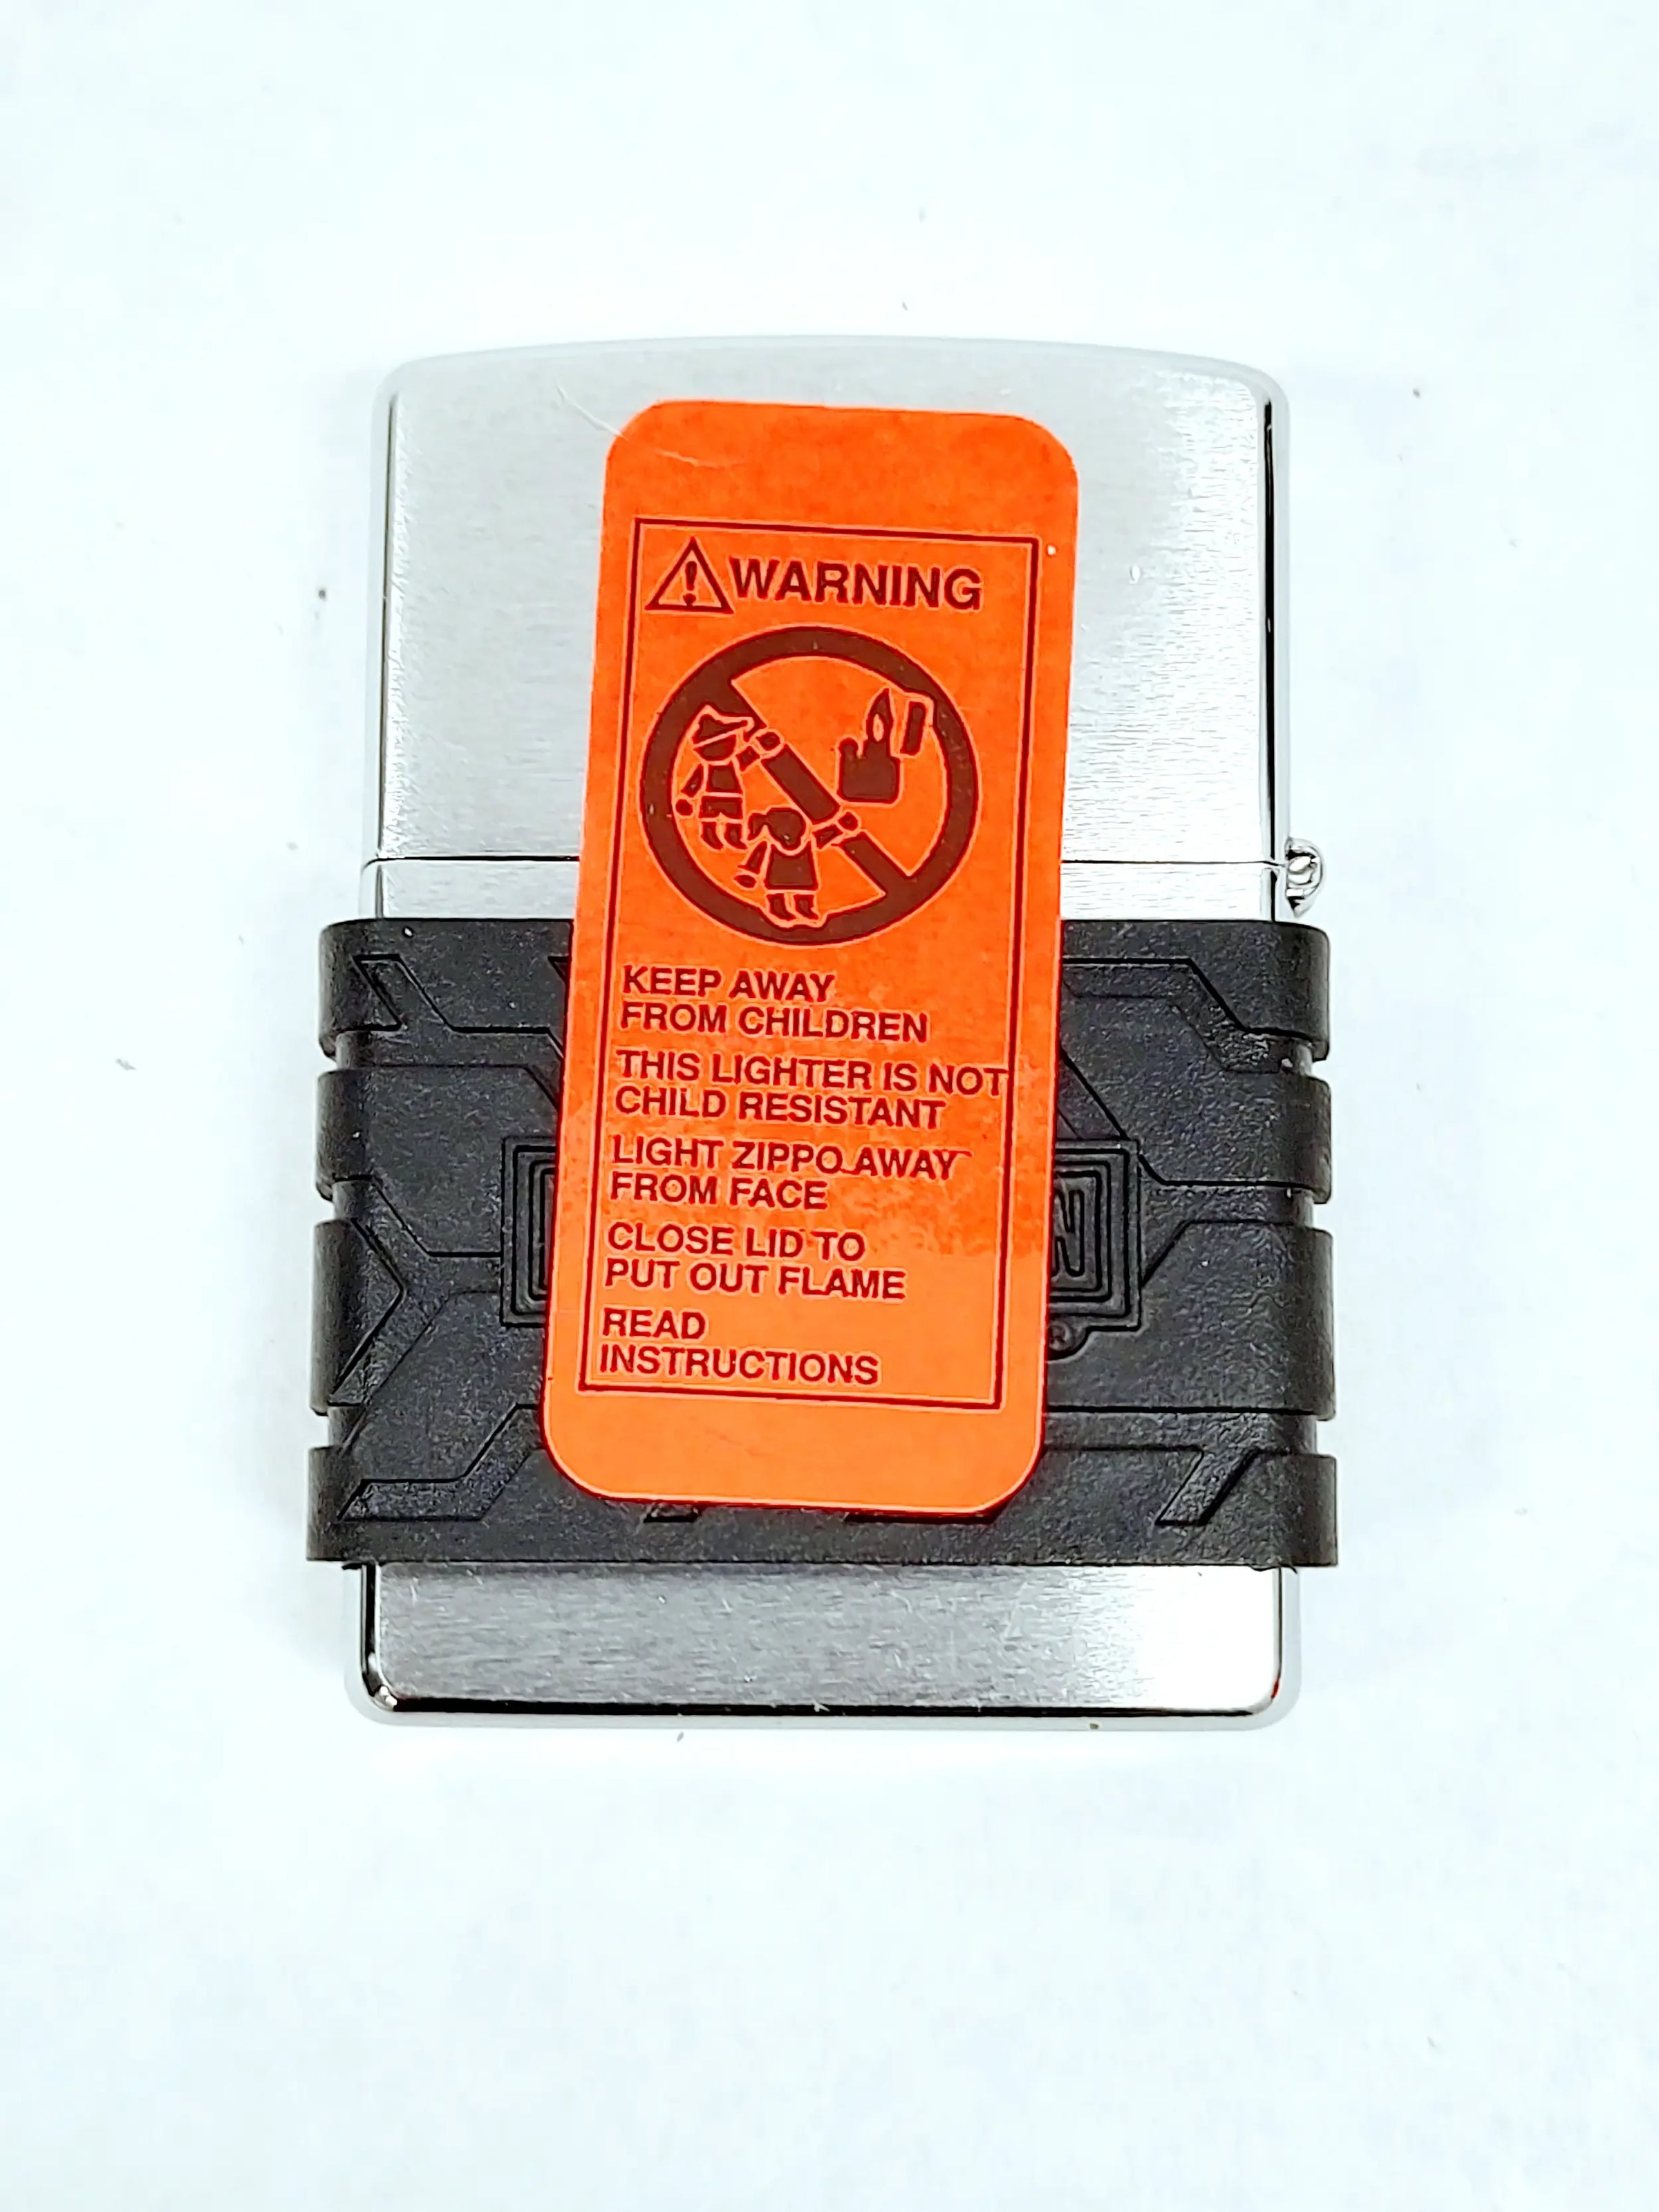 WARNING
KEEP AWAY
FROM CHILDREN
THIS LIGHTER IS NOT
CHILD RESISTANT
LIGHT ZIPPO AWAY
FROM FACE
CLOSE LID TO
PUT OUT FLAME
READ
INSTRUCTIONS